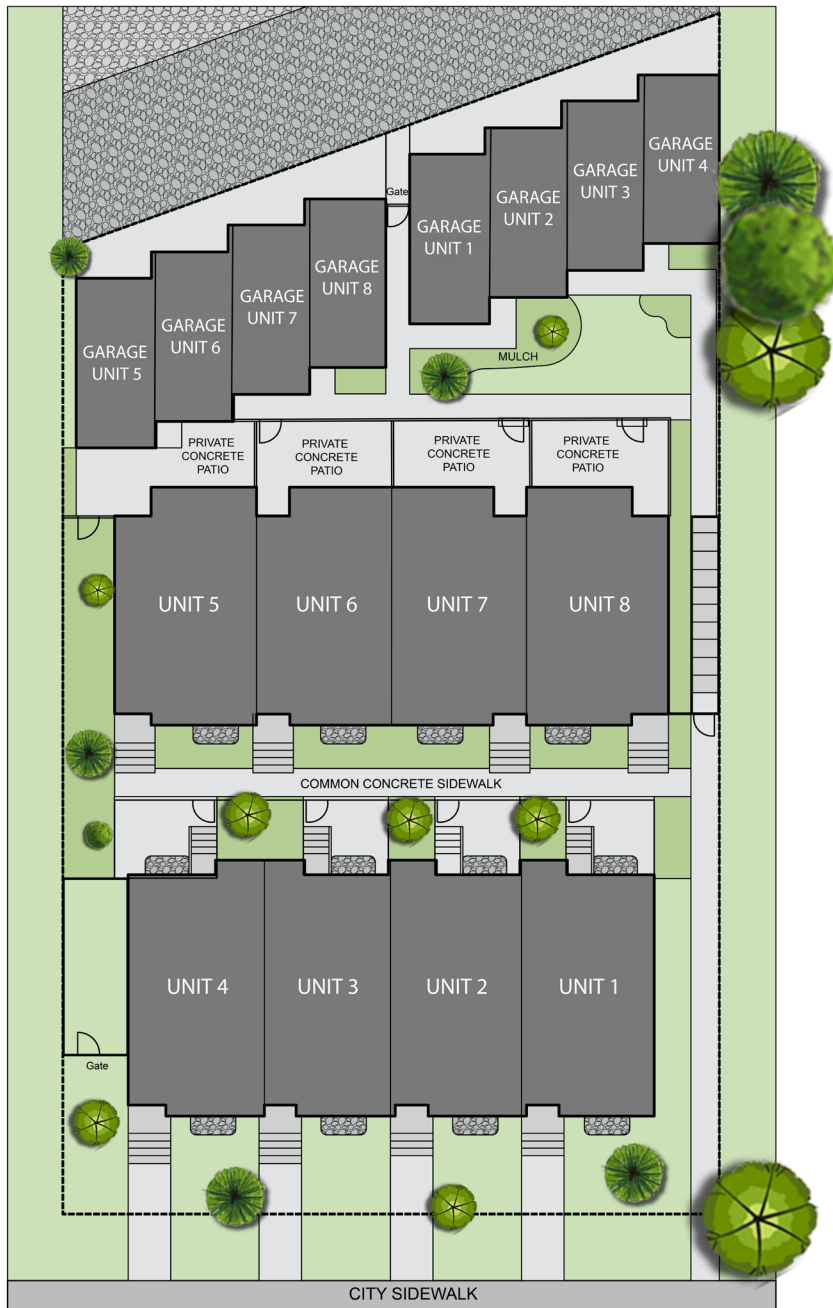 GARAGE
UNIT 4
GARAGE
UNIT 3
GARAGE
UNIT 2
GARAGE
UNIT 1
Gate
GARAGE
UNIT 8
GARAGE
UNIT 7
GARAGE
UNIT 6
GARAGE
UNIT 5
MULCH
PRIVATE
CONCRETE
PATIO
PRIVATE
CONCRETE
PATIO
PRIVATE
CONCRETE
PATIO
PRIVATE
CONCRETE
PATIO
UNIT 5
UNIT 6
UNIT 7
UNIT 8
COMMON CONCRETE SIDEWALK
UNIT 4
UNIT 3
UNIT 2
UNIT 1
Gate
CITY SIDEWALK